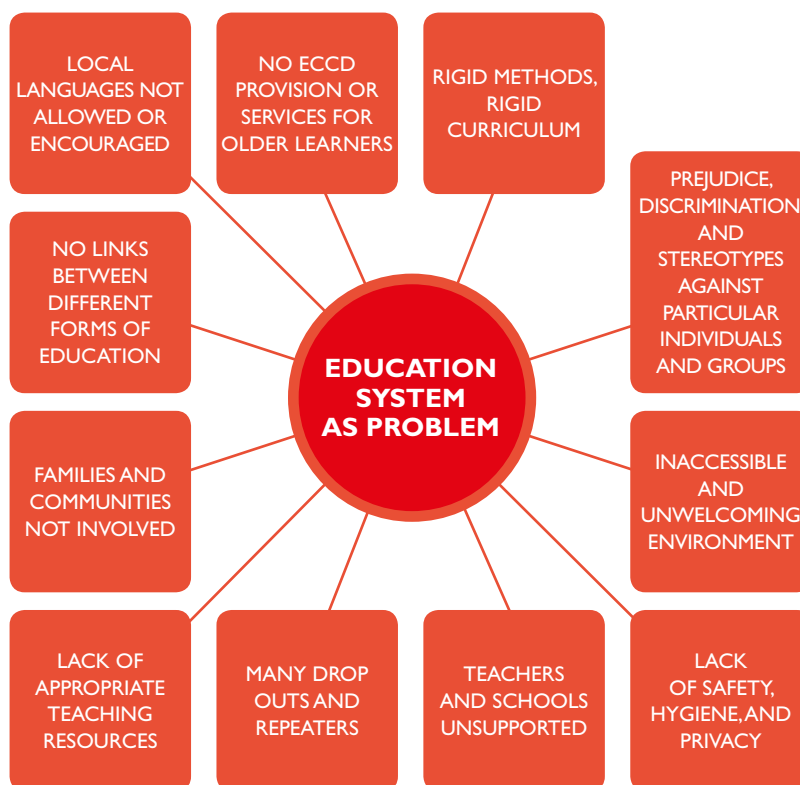 LOCAL
LANGUAGES NOT
ALLOWED OR
ENCOURAGED
NO ECCD
PROVISION OR
SERVICES FOR
OLDER LEARNERS
RIGID METHODS,
RIGID
CURRICULUM
PREJUDICE,
DISCRIMINATION
AND
STEREOTYPES
AGAINST
PARTICULAR
INDIVIDUALS
AND GROUPS
NO LINKS
BETWEEN
DIFFERENT
FORMS OF
EDUCATION
EDUCATION
SYSTEM
AS PROBLEM
FAMILIES AND
COMMUNITIES
NOT INVOLVED
INACCESSIBLE
AND
UNWELCOMING
ENVIRONMENT
LACK OF
APPROPRIATE
TEACHING
RESOURCES
MANY DROP
OUTS AND
REPEATERS
TEACHERS
AND SCHOOLS
UNSUPPORTED
LACK
OF SAFETY,
HYGIENE, AND
PRIVACY